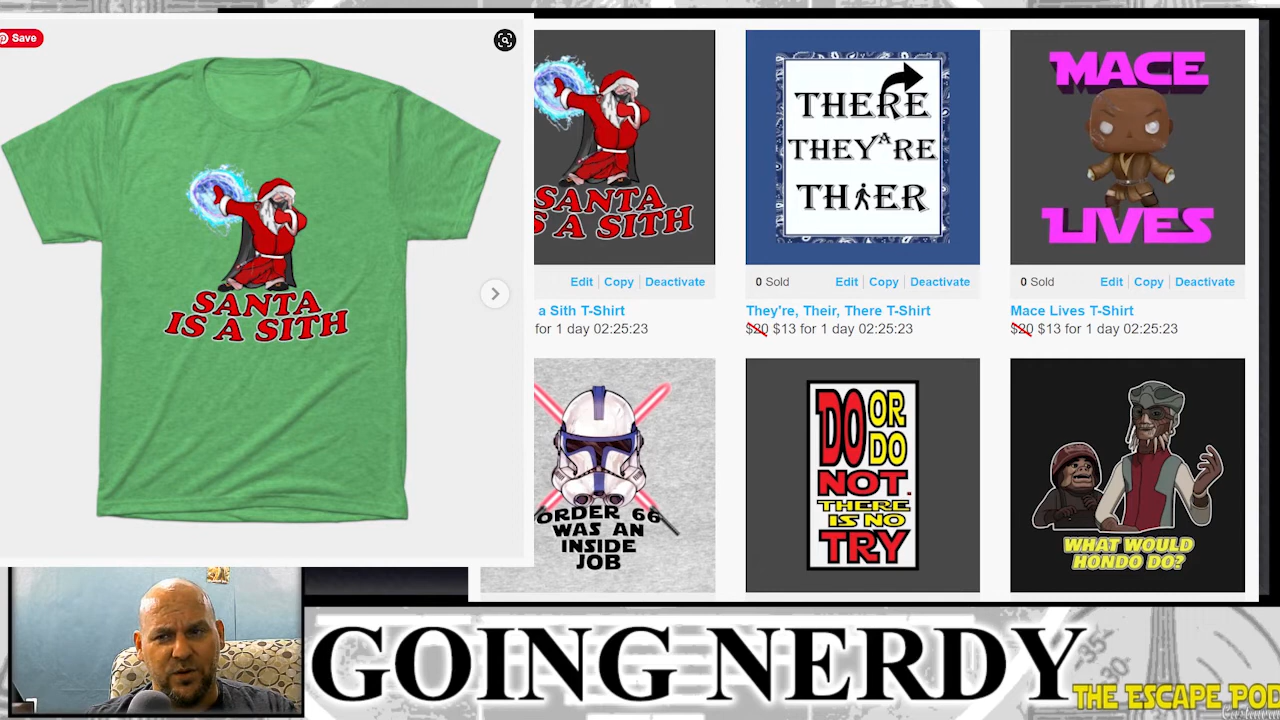 Save
SANTA
IS A SITH
SANTA
S A SITH
Edit Copy Deactivate
a Sith T-Shirt
for 1 day 02:25:23
THERE
THEY A RE
TH ER
0 Sold Edit Copy Deactivate
They're, Their, There T-Shirt
$20 $13 for 1 day 02:25:23
MACE
LIVES
0 Sold Edit Copy Deactivate
Mace Lives T-Shirt
$20 $13 for 1 day 02:25:23
ORDER 66
WAS AN
INSIDE
JOB
DO OR
DO
NOT.
THERE
IS NO
TRY
WHAT WOULD
HONDO DO?
GOING NERDY
THE ESCAPE POD